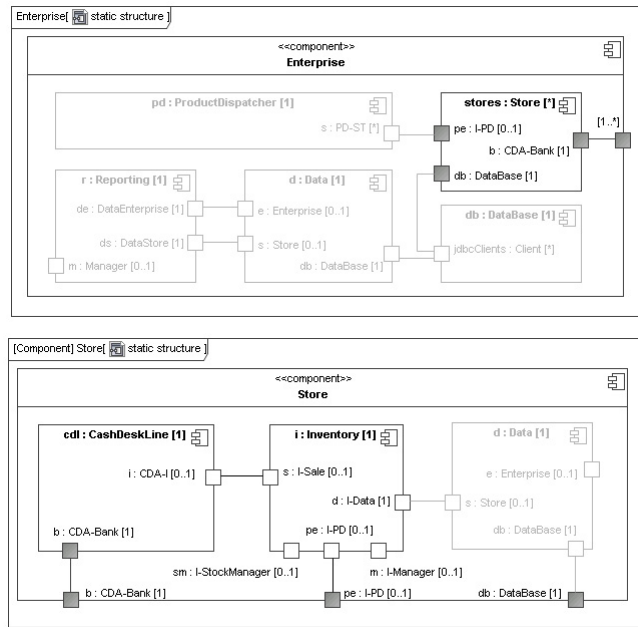 Enterprise[ static structure ]
<<component>>
Enterprise
pd : ProductDispatcher [1]
s : PD-ST [*]
stores : Store [*]
pe : I-PD [0..1]
b : CDA-Bank [1]
db : DataBase [1]
[1..*]
r : Reporting [1]
de : DataEnterprise [1]
ds : DataStore [1]
m : Manager [0..1]
d : Data [1]
e : Enterprise [0..1]
s : Store [0..1]
db : DataBase [1]
db : DataBase [1]
jdbcClients : Client [*]
[Component] Store[ static structure ]
<<component>>
Store
cdl : CashDeskLine [1]
i : CDA-I [0..1]
b : CDA-Bank [1]
i : Inventory [1]
s : I-Sale [0..1]
d : I-Data [1]
pe : I-PD [0..1]
d : Data [1]
e : Enterprise [0..1]
s : Store [0..1]
db : DataBase [1]
sm : I-StockManager [0..1]
m : I-Manager [0..1]
b : CDA-Bank [1]
pe : I-PD [0..1]
db : DataBase [1]